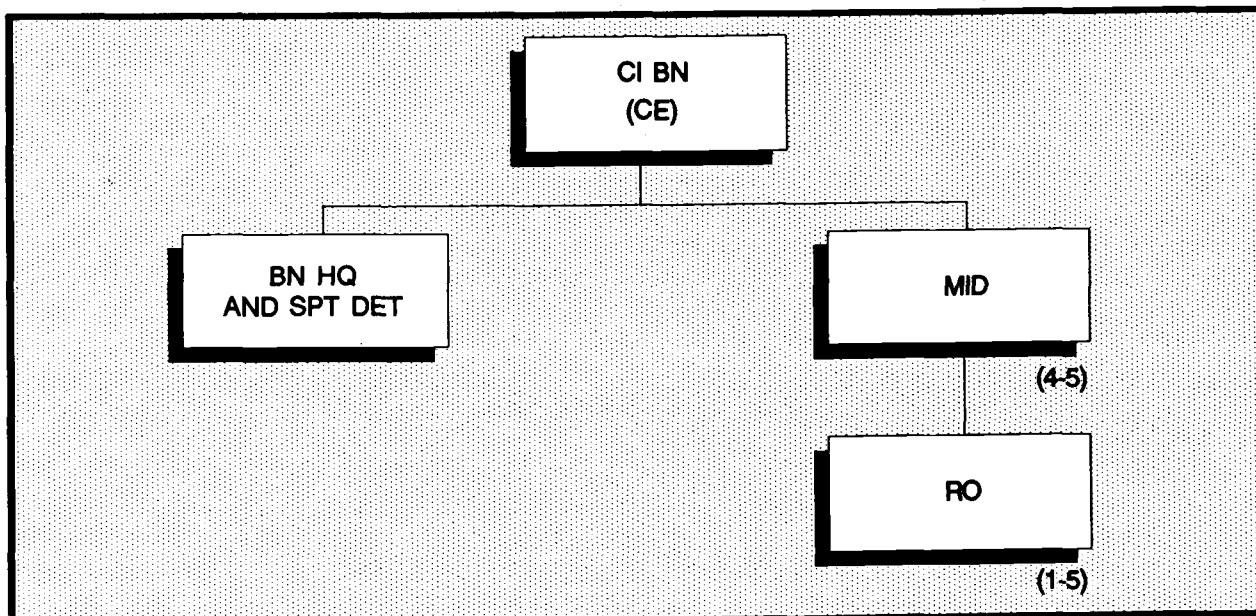 CI BN
(CE)
BN HQ
AND SPT DET
MID
(4-5)
RO
(1-5)